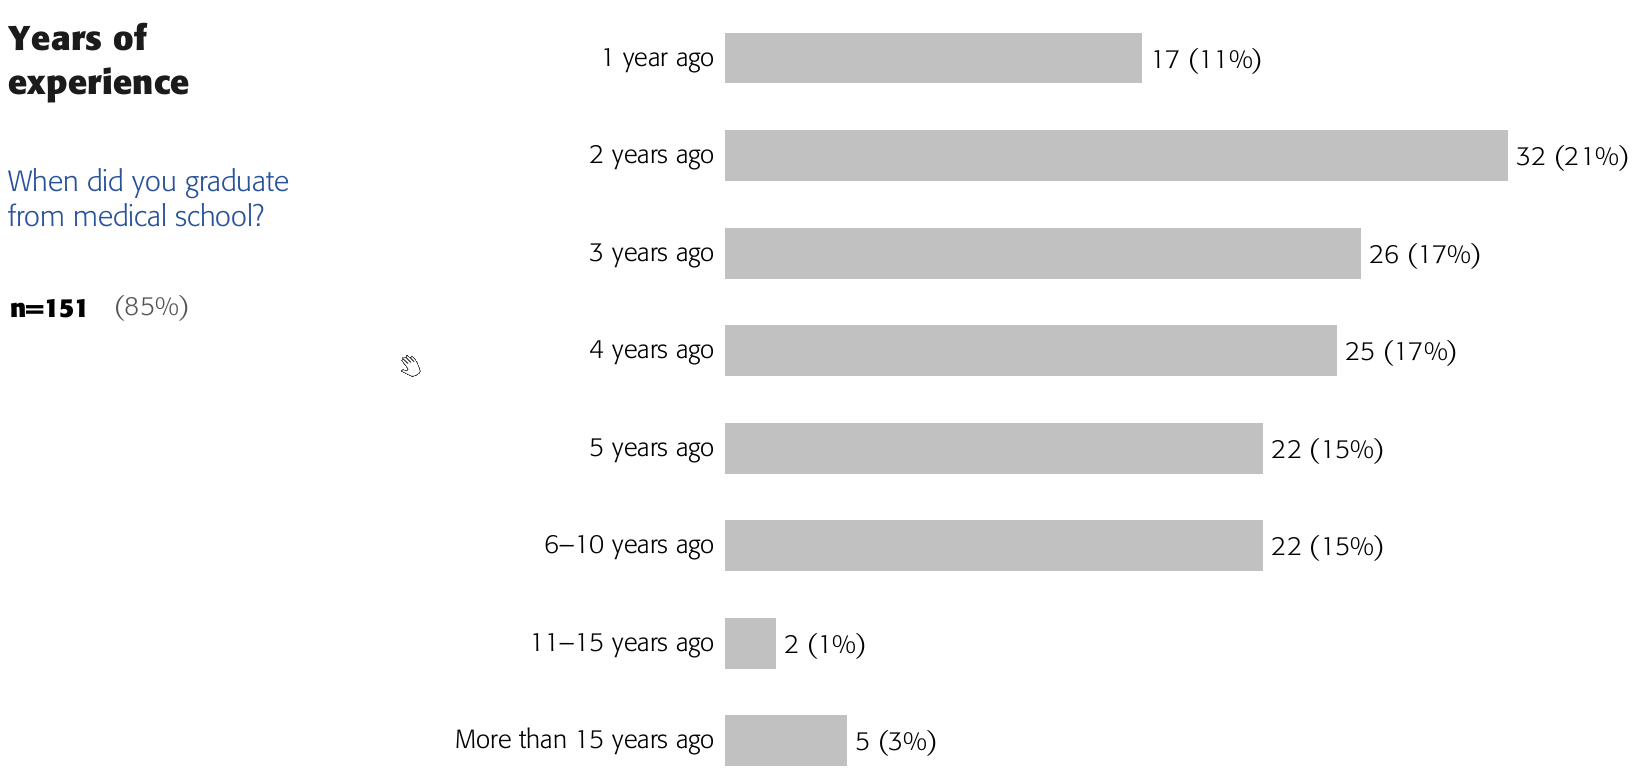 Years of
experience
When did you graduate
from medical school?
n=151 (85%)
1 year ago 17 (11%)
2 years ago 32 (21%)
3 years ago 26 (17%)
4 years ago 25 (17%)
5 years ago 22 (15%)
6–10 years ago 22 (15%)
11–15 years ago 2 (1%)
More than 15 years ago 5 (3%)